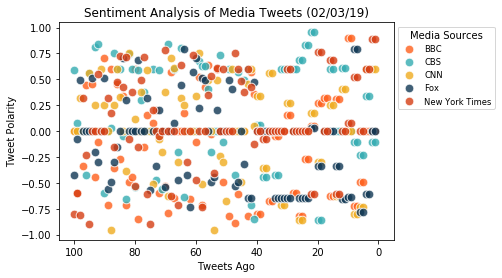 Sentiment Analysis of Media Tweets (02/03/19)
1.00
0.75
0.50
0.25
0.00
−0.25
−0.50
−0.75
−1.00
Tweet Polarity
100
80
60
40
20
0
Tweets Ago
Media Sources
BBC
CBS
CNN
Fox
New York Times